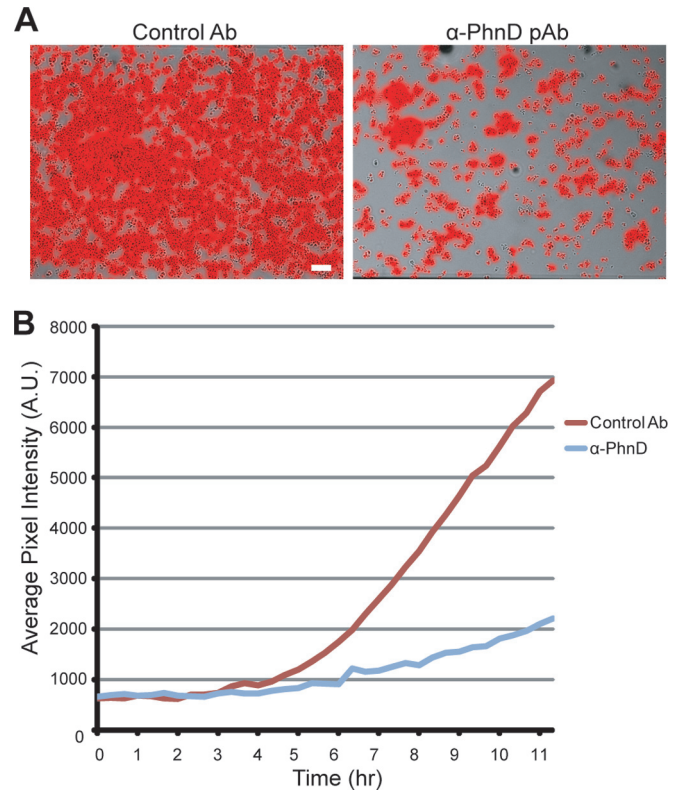 A
Control Ab
α-PhnD pAb
B
Average Pixel Intensity (A.U.)
8000
7000
6000
5000
4000
3000
2000
1000
0
0 1 2 3 4 5 6 7 8 9 10 11
Time (hr)
Control Ab
α-PhnD